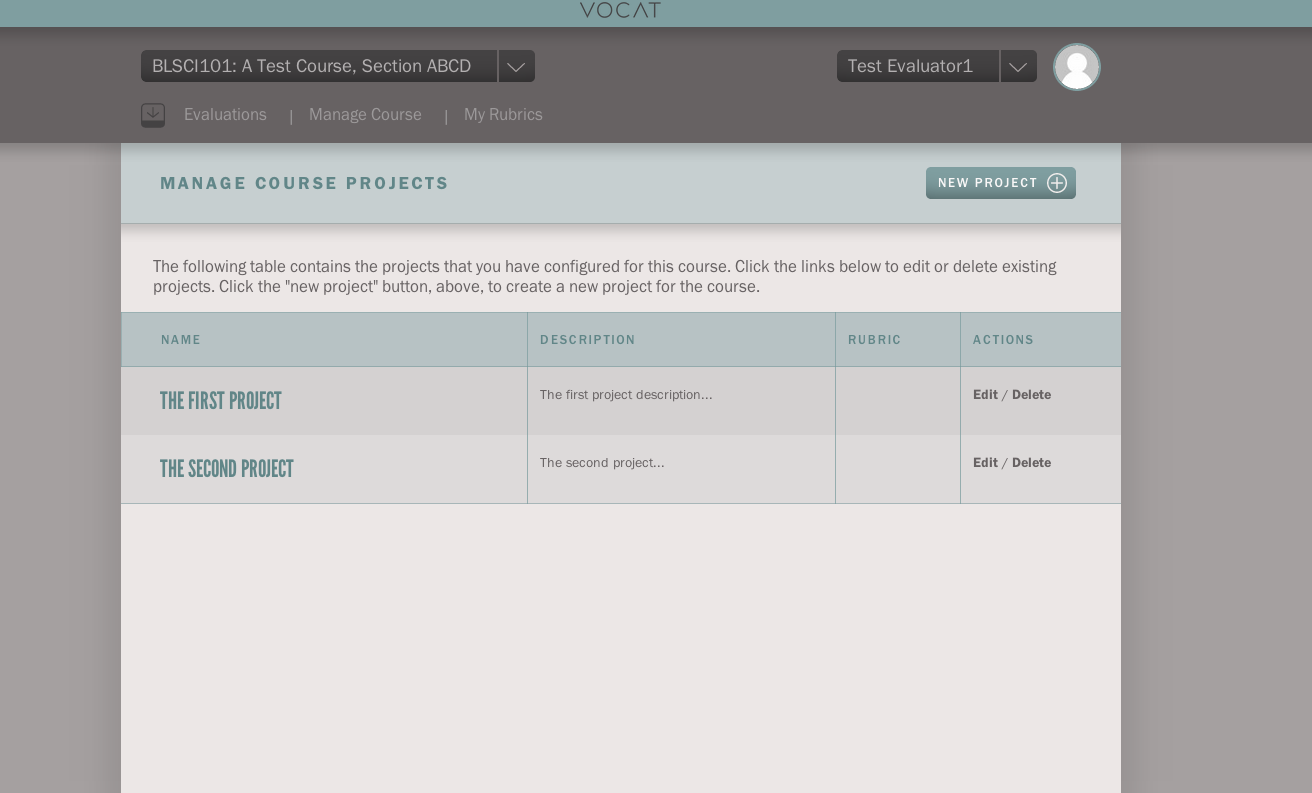 VOCAT
BLSCI101: A Test Course, Section ABCD
Test Evaluator1
Evaluations | Manage Course | My Rubrics
MANAGE COURSE PROJECTS
NEW PROJECT
The following table contains the projects that you have configured for this course. Click the links below to edit or delete existing
projects. Click the "new project" button, above, to create a new project for the course.
NAME DESCRIPTION RUBRIC ACTIONS
THE FIRST PROJECT The first project description... Edit / Delete
THE SECOND PROJECT The second project... Edit / Delete